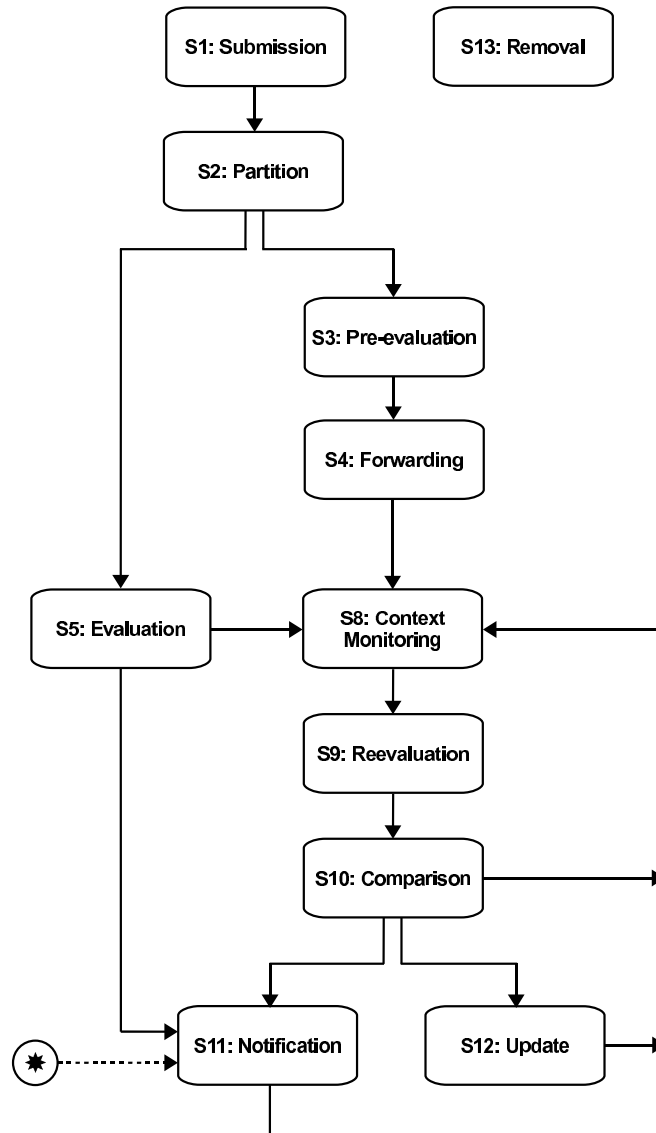 S1: Submission
S13: Removal
S2: Partition
S3: Pre-evaluation
S4: Forwarding
S5: Evaluation
S8: Context
Monitoring
S9: Reevaluation
S10: Comparison
S11: Notification
S12: Update